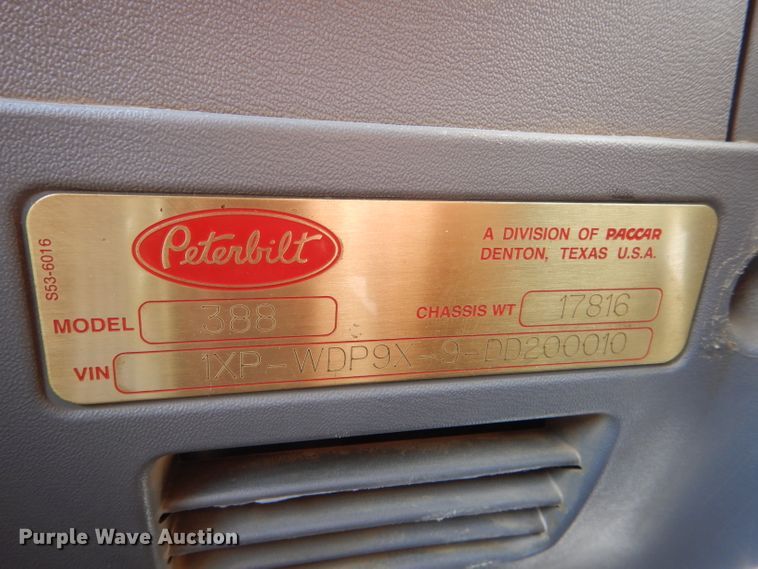 S53-6016
Peterbilt
A DIVISION OF PACCAR
DENTON, TEXAS U.S.A.
MODEL 388
CHASSIS WT 17816
VIN 1XP-WDP9X-9-DD200010
Purple Wave Auction